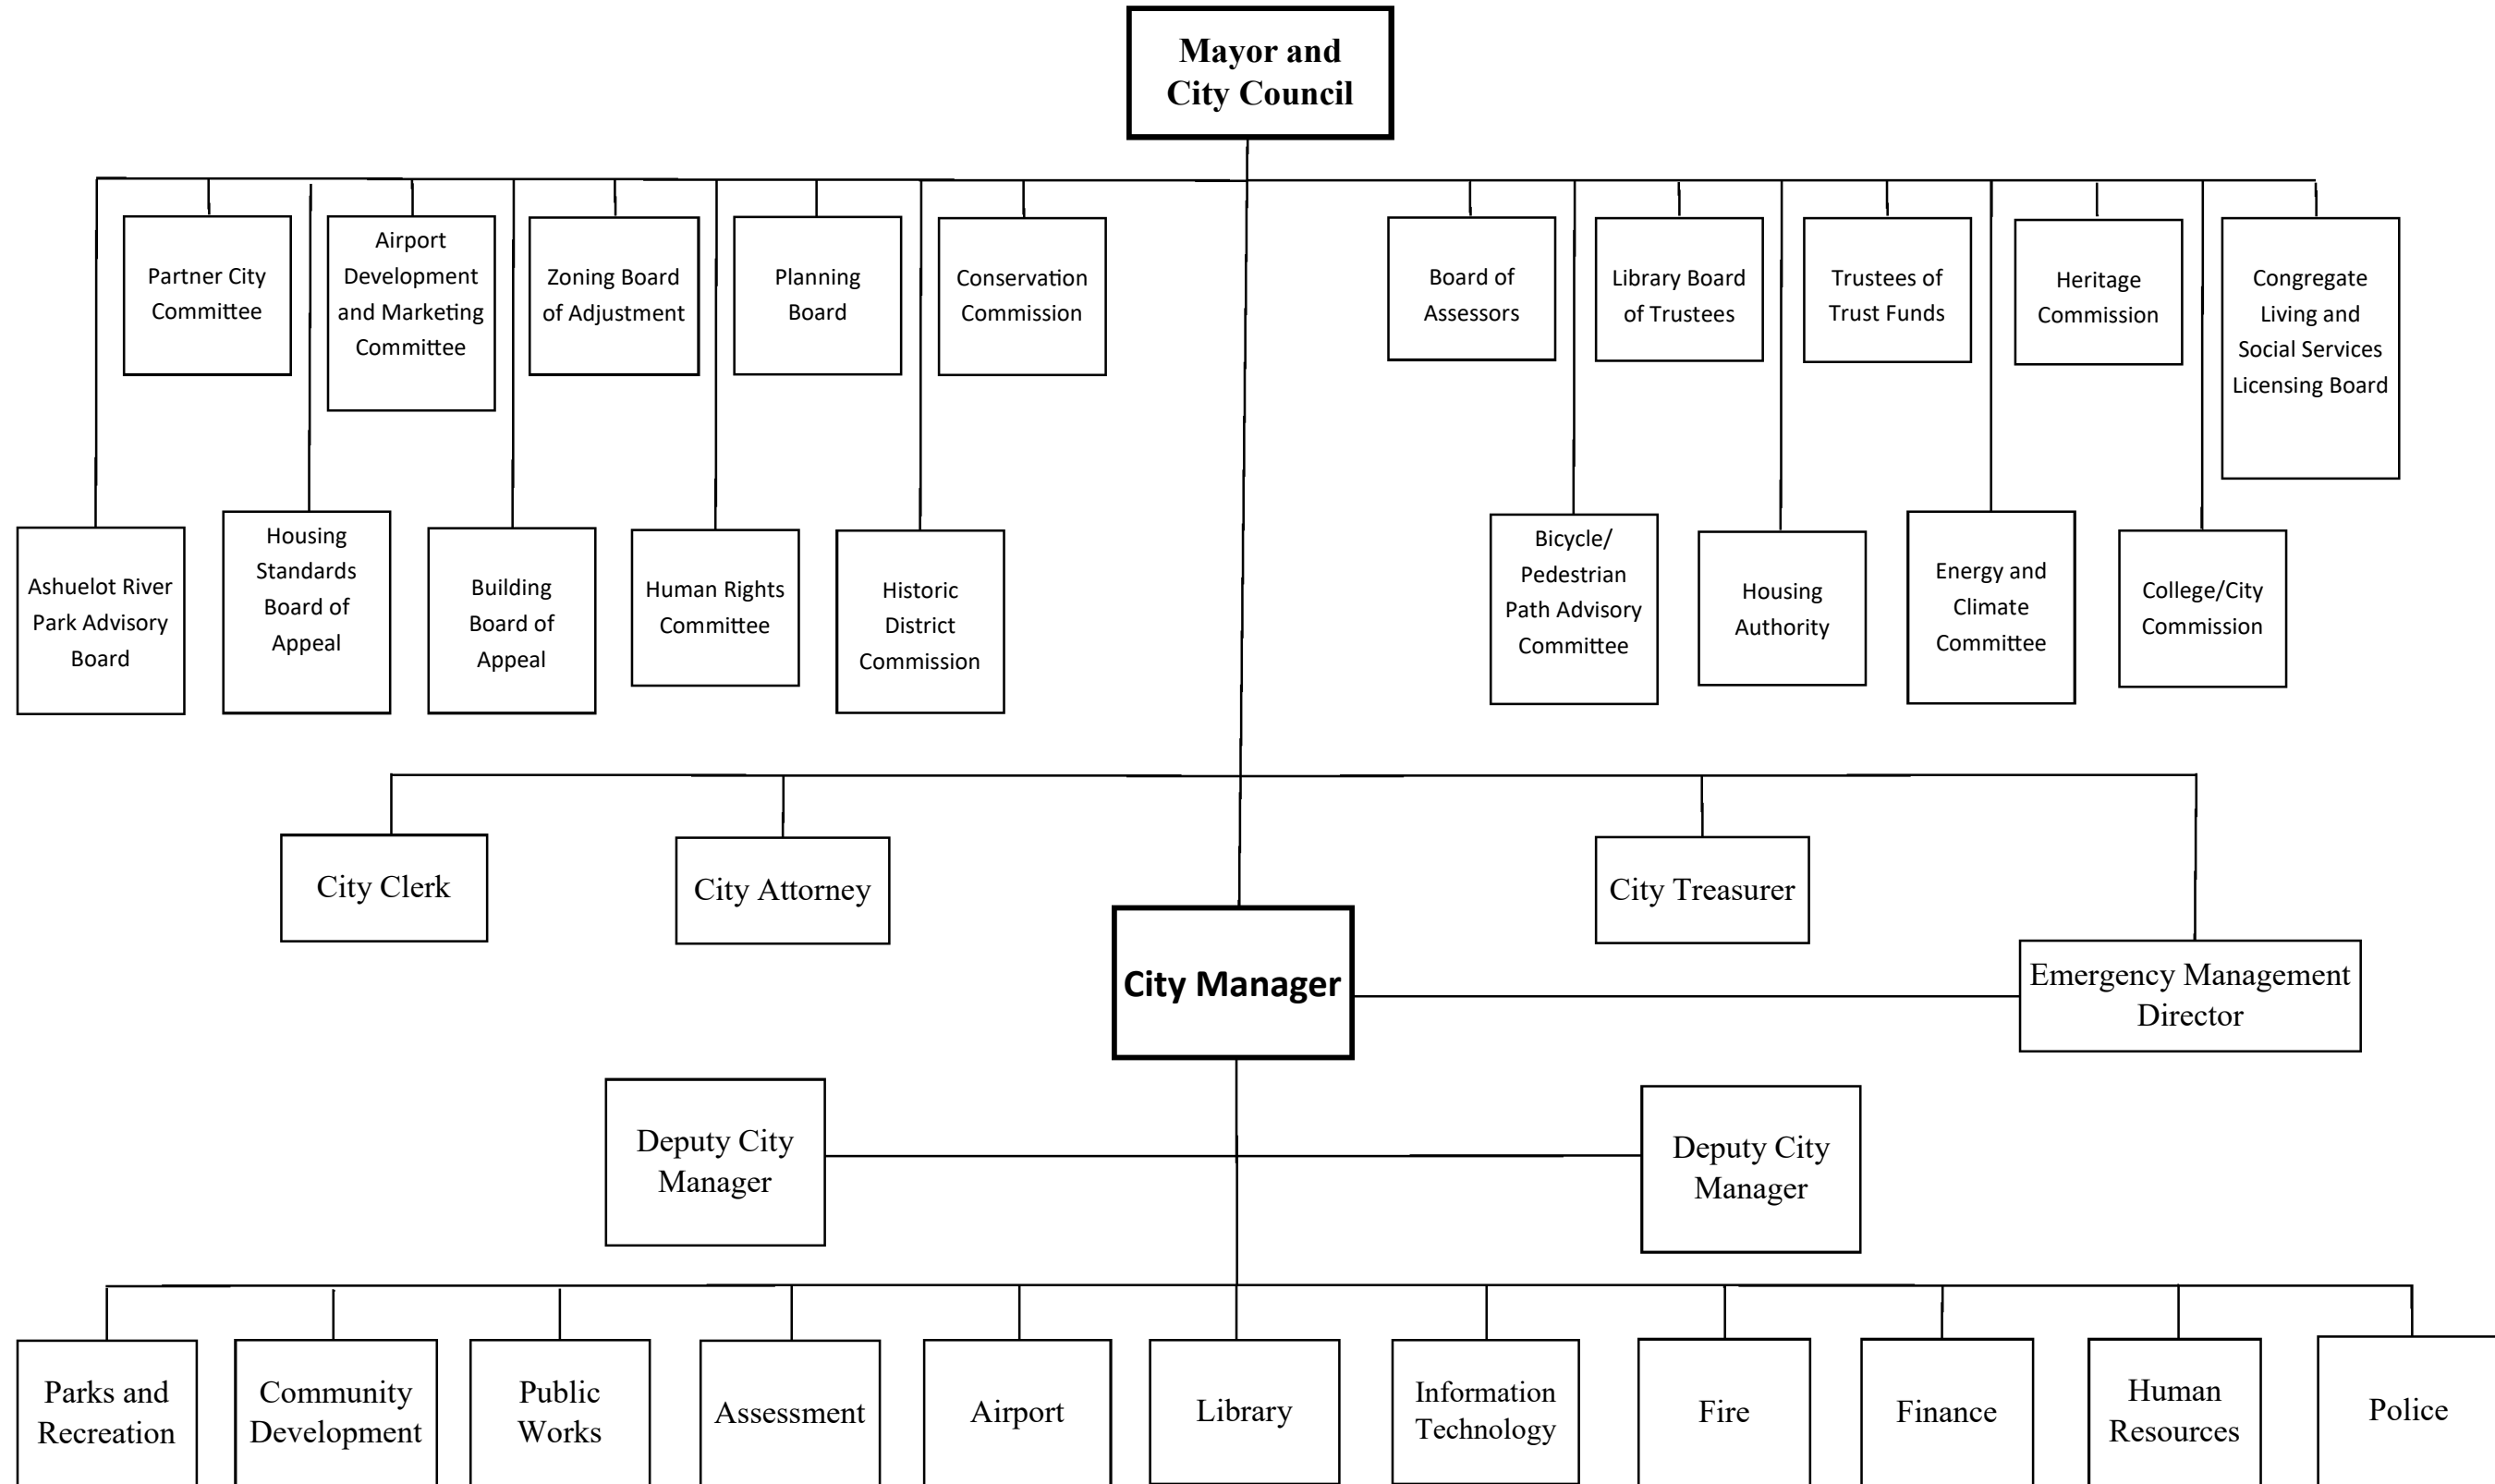 Mayor and
City Council
Partner City
Committee
Airport
Development
and Marketing
Committee
Zoning Board
of Adjustment
Planning
Board
Conservation
Commission
Board of
Assessors
Library Board
of Trustees
Trustees of
Trust Funds
Heritage
Commission
Congregate
Living and
Social Services
Licensing Board
Ashuelot River
Park Advisory
Board
Housing
Standards
Board of
Appeal
Building
Board of
Appeal
Human Rights
Committee
Historic
District
Commission
Bicycle/
Pedestrian
Path Advisory
Committee
Housing
Authority
Energy and
Climate
Committee
College/City
Commission
City Clerk
City Attorney
City Treasurer
City Manager
Emergency Management
Director
Deputy City
Manager
Deputy City
Manager
Parks and
Recreation
Community
Development
Public
Works
Assessment
Airport
Library
Information
Technology
Fire
Finance
Human
Resources
Police